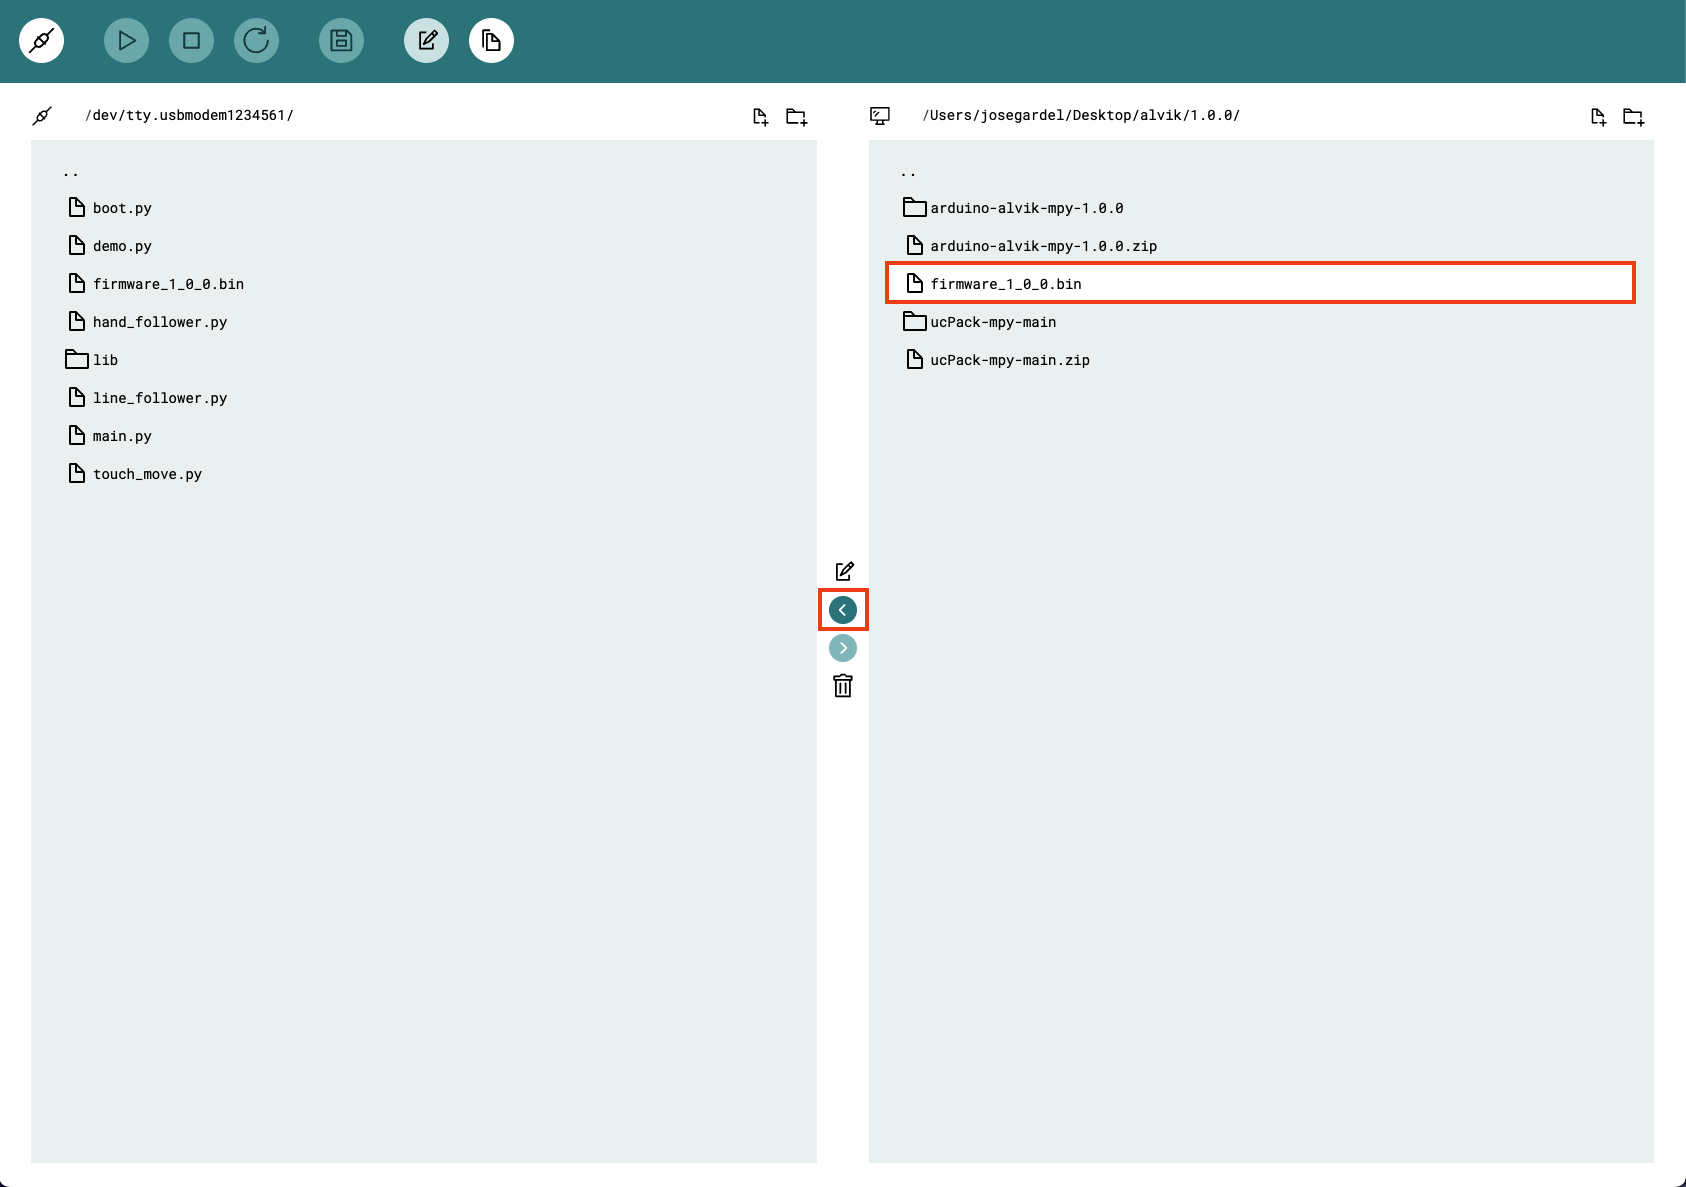 /dev/tty.usbmodem1234561/
..
boot.py
demo.py
firmware_1_0_0.bin
hand_follower.py
lib
line_follower.py
main.py
touch_move.py
/Users/josegardel/Desktop/alvik/1.0.0/
..
arduino-alvik-mpy-1.0.0
arduino-alvik-mpy-1.0.0.zip
firmware_1_0_0.bin
ucPack-mpy-main
ucPack-mpy-main.zip